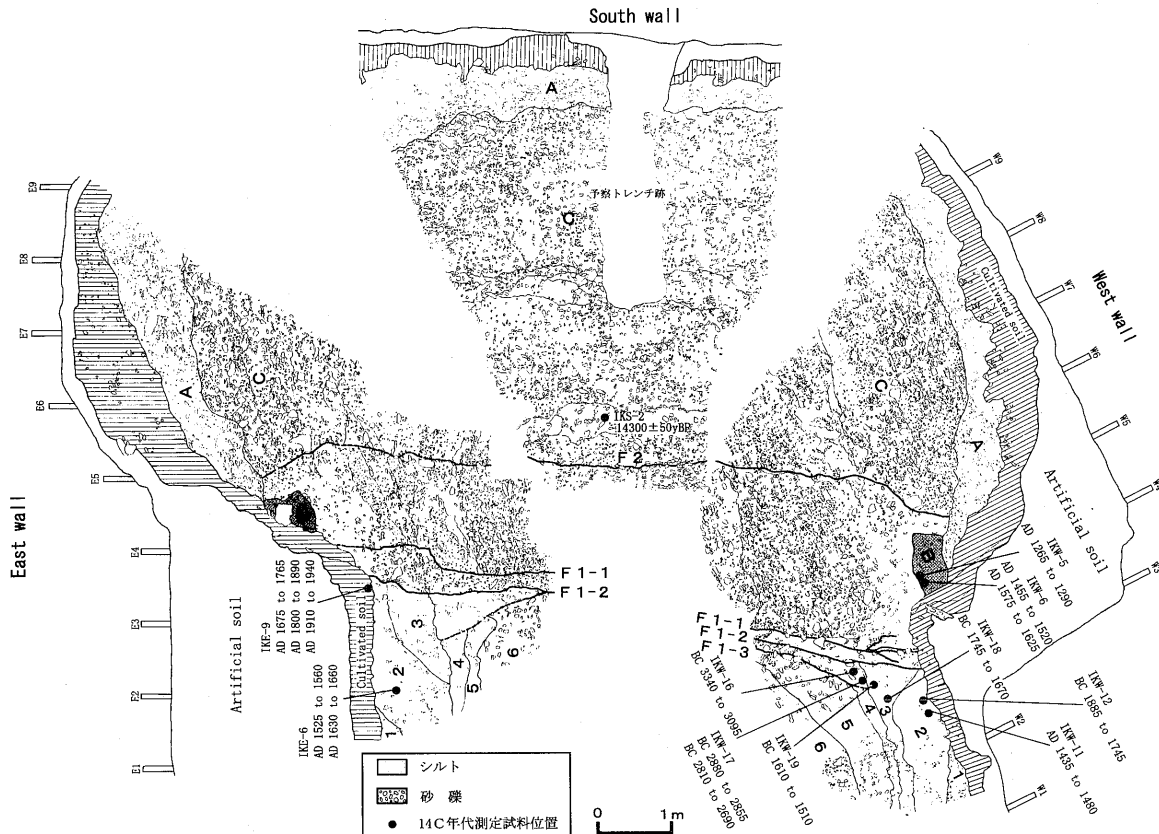 South wall
A
予察トレンチ跡
C
IKS-2
14300±50yBP
F 2
East wall
E9
E8
E7
E6
E5
E4
E3
E2
E1
A
C
Artificial soil
Cultivated soil
F 1-1
F 1-2
IKE-9
AD 1675 to 1765
AD 1800 to 1890
AD 1910 to 1940
IKE-6
AD 1525 to 1560
AD 1630 to 1660
1
2
3
4
5
6
West wall
W9
W8
W7
W6
W5
W4
W3
W2
W1
Cultivated soil
Artificial soil
C
A
B
F 1-1
F 1-2
F 1-3
IKW-5
AD 1265 to 1290
IKW-6
AD 1455 to 1520
AD 1575 to 1625
IKW-18
BC 1745 to 1670
IKW-12
BC 1885 to 1745
IKW-11
AD 1435 to 1480
IKW-16
BC 3340 to 3095
IKW-17
BC 2880 to 2855
BC 2810 to 2690
IKW-19
BC 1610 to 1510
6
5
4
3
2
1
シルト
砂 礫
14C年代測定試料位置
0 1m